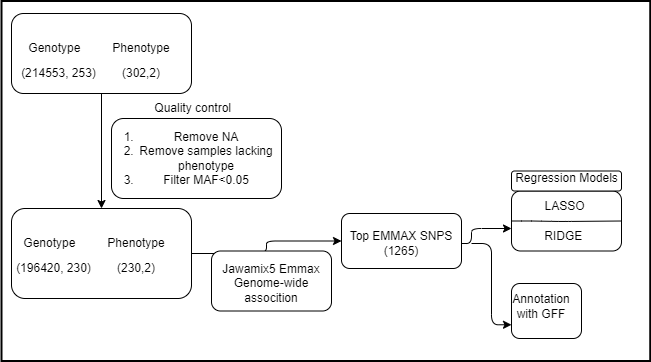 Genotype Phenotype
(214553, 253) (302,2)
Quality control
1. Remove NA
2. Remove samples lacking
phenotype
3. Filter MAF<0.05
Genotype Phenotype
(196420, 230) (230,2)
Jawamix5 Emmax
Genome-wide
assocition
Top EMMAX SNPS
(1265)
Regression Models
LASSO
RIDGE
Annotation
with GFF